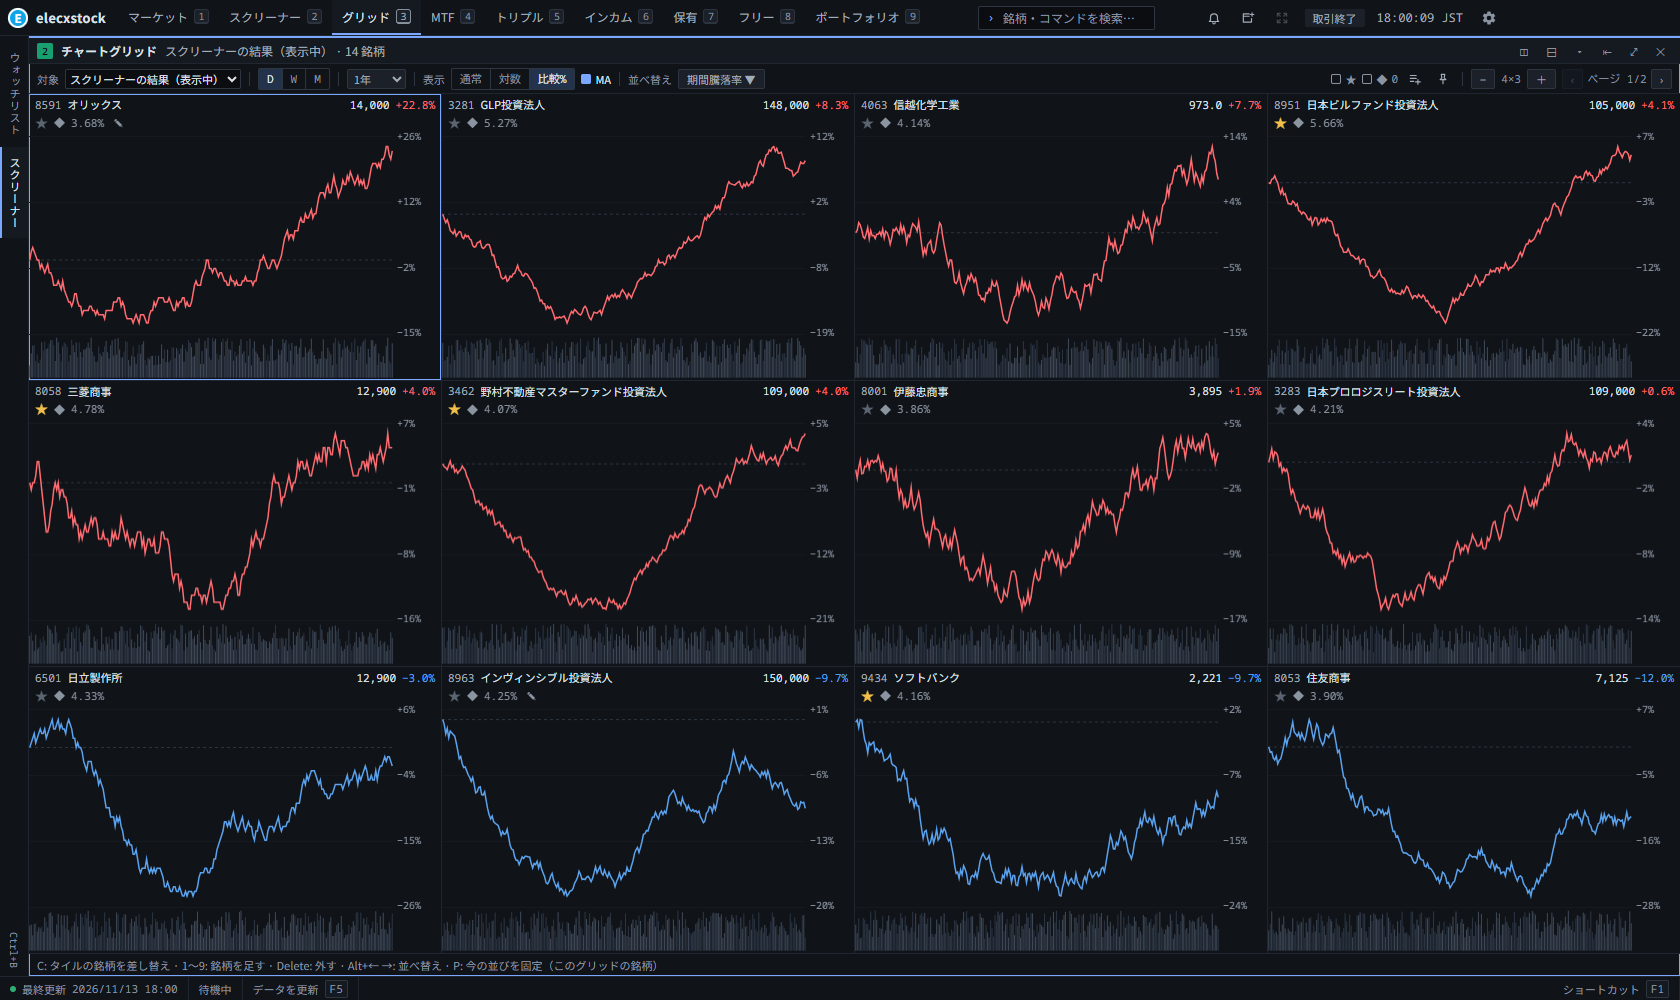 elecxstock マーケット 1 スクリーナー 2 グリッド 3 MTF 4 トリプル 5 インカム 6 保有 7 フリー 8 ポートフォリオ 9 › 銘柄・コマンドを検索… 取引終了 18:00:09 JST
ウォッチリスト
スクリーナー
Ctrl+B
2 チャートグリッド スクリーナーの結果（表示中）・14 銘柄
対象 スクリーナーの結果（表示中） D W M 1年 表示 通常 対数 比較% MA 並べ替え 期間騰落率▼ ★ ◆ 0 − 4×3 + ‹ ページ 1/2 ›
8591 オリックス 14,000 +22.8%
★ ◆ 3.68%
+26%
+12%
−2%
−15%
3281 GLP投資法人 148,000 +8.3%
★ ◆ 5.27%
+12%
+2%
−8%
−19%
4063 信越化学工業 973.0 +7.7%
★ ◆ 4.14%
+14%
+4%
−5%
−15%
8951 日本ビルファンド投資法人 105,000 +4.1%
★ ◆ 5.66%
+7%
−3%
−12%
−22%
8058 三菱商事 12,900 +4.0%
★ ◆ 4.78%
+7%
−1%
−8%
−16%
3462 野村不動産マスターファンド投資法人 109,000 +4.0%
★ ◆ 4.07%
+5%
−3%
−12%
−21%
8001 伊藤忠商事 3,895 +1.9%
★ ◆ 3.86%
+5%
−2%
−9%
−17%
3283 日本プロロジスリート投資法人 109,000 +0.6%
★ ◆ 4.21%
+4%
−2%
−8%
−14%
6501 日立製作所 12,900 −3.0%
★ ◆ 4.33%
+6%
−4%
−15%
−26%
8963 インヴィンシブル投資法人 150,000 −9.7%
★ ◆ 4.25%
+1%
−6%
−13%
−20%
9434 ソフトバンク 2,221 −9.7%
★ ◆ 4.16%
+2%
−7%
−15%
−24%
8053 住友商事 7,125 −12.0%
★ ◆ 3.90%
+7%
−5%
−16%
−28%
C: タイルの銘柄を差し替え · 1〜9: 銘柄を足す · Delete: 外す · Alt+← →: 並べ替え · P: 今の並びを固定（このグリッドの銘柄）
最終更新 2026/11/13 18:00 待機中 データを更新 F5 ショートカット F1